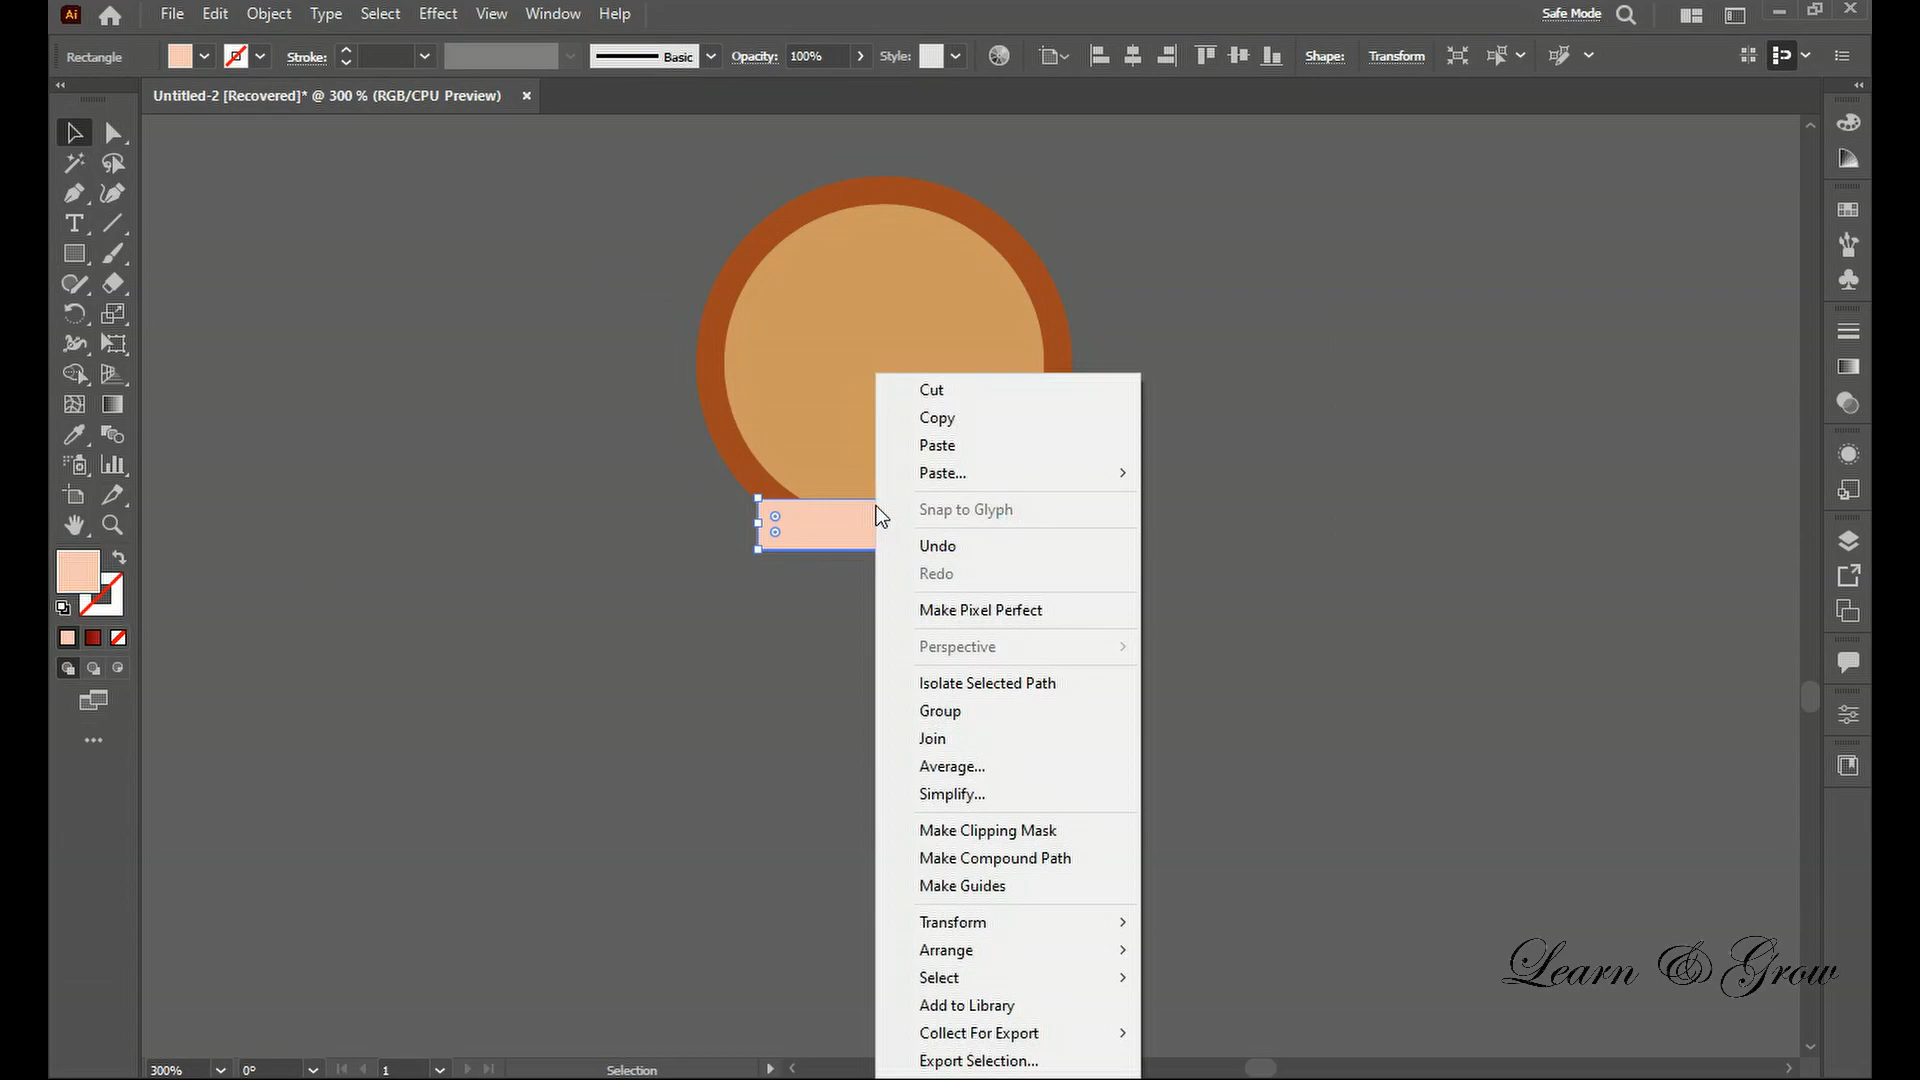 Ai File Edit Object Type Select Effect View Window Help Safe Mode
Rectangle Stroke: Basic Opacity: 100% Style: Shape: Transform
Untitled-2 [Recovered]* @ 300 % (RGB/CPU Preview) ×
Cut
Copy
Paste
Paste...
Snap to Glyph
Undo
Redo
Make Pixel Perfect
Perspective
Isolate Selected Path
Group
Join
Average...
Simplify...
Make Clipping Mask
Make Compound Path
Make Guides
Transform
Arrange
Select
Add to Library
Collect For Export
Export Selection...
Learn & Grow
300% 0° 1 Selection